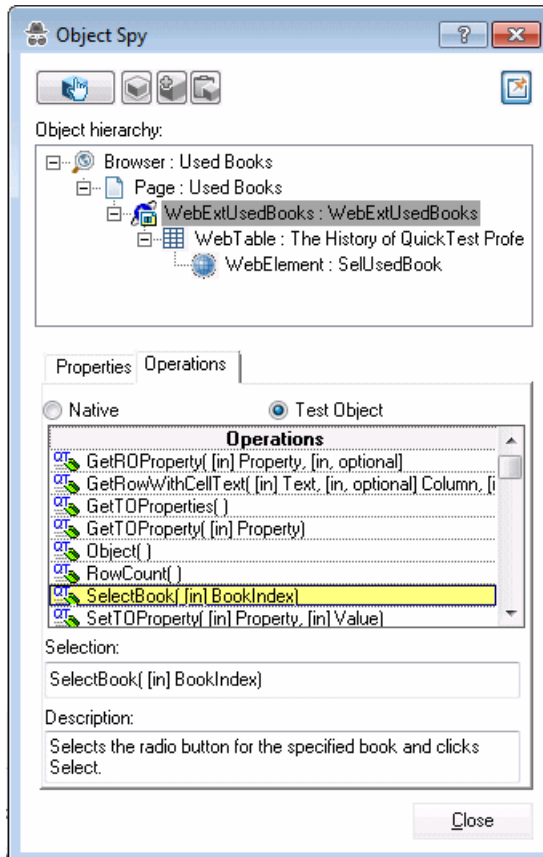 Object Spy
Object hierarchy:
Browser : Used Books
Page : Used Books
WebExtUsedBooks : WebExtUsedBooks
WebTable : The History of QuickTest Profe
WebElement : SelUsedBook
Properties Operations
Native Test Object
Operations
GetROProperty( [in] Property, [in, optional]
GetRowWithCellText( [in] Text, [in, optional] Column, [i
GetTOProperties( )
GetTOProperty( [in] Property)
Object( )
RowCount( )
SelectBook( [in] BookIndex)
SetTOProperty( [in] Property, [in] Value)
Selection:
SelectBook( [in] BookIndex)
Description:
Selects the radio button for the specified book and clicks
Select.
Close